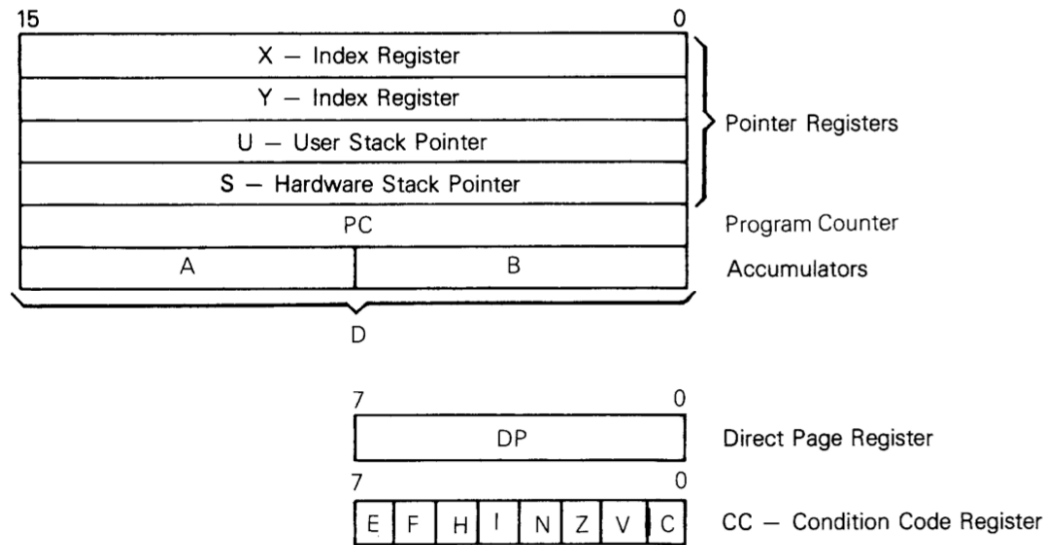 15 0
X — Index Register
Y — Index Register
U — User Stack Pointer
Pointer Registers
S — Hardware Stack Pointer
PC Program Counter
A B Accumulators
D
7 0
DP Direct Page Register
7 0
E F H I N Z V C CC — Condition Code Register